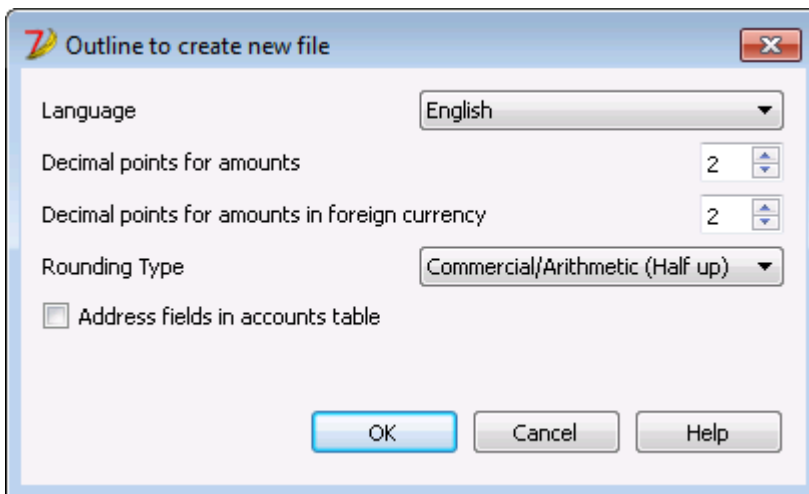 Outline to create new file
Language English
Decimal points for amounts 2
Decimal points for amounts in foreign currency 2
Rounding Type Commercial/Arithmetic (Half up)
Address fields in accounts table
OK Cancel Help